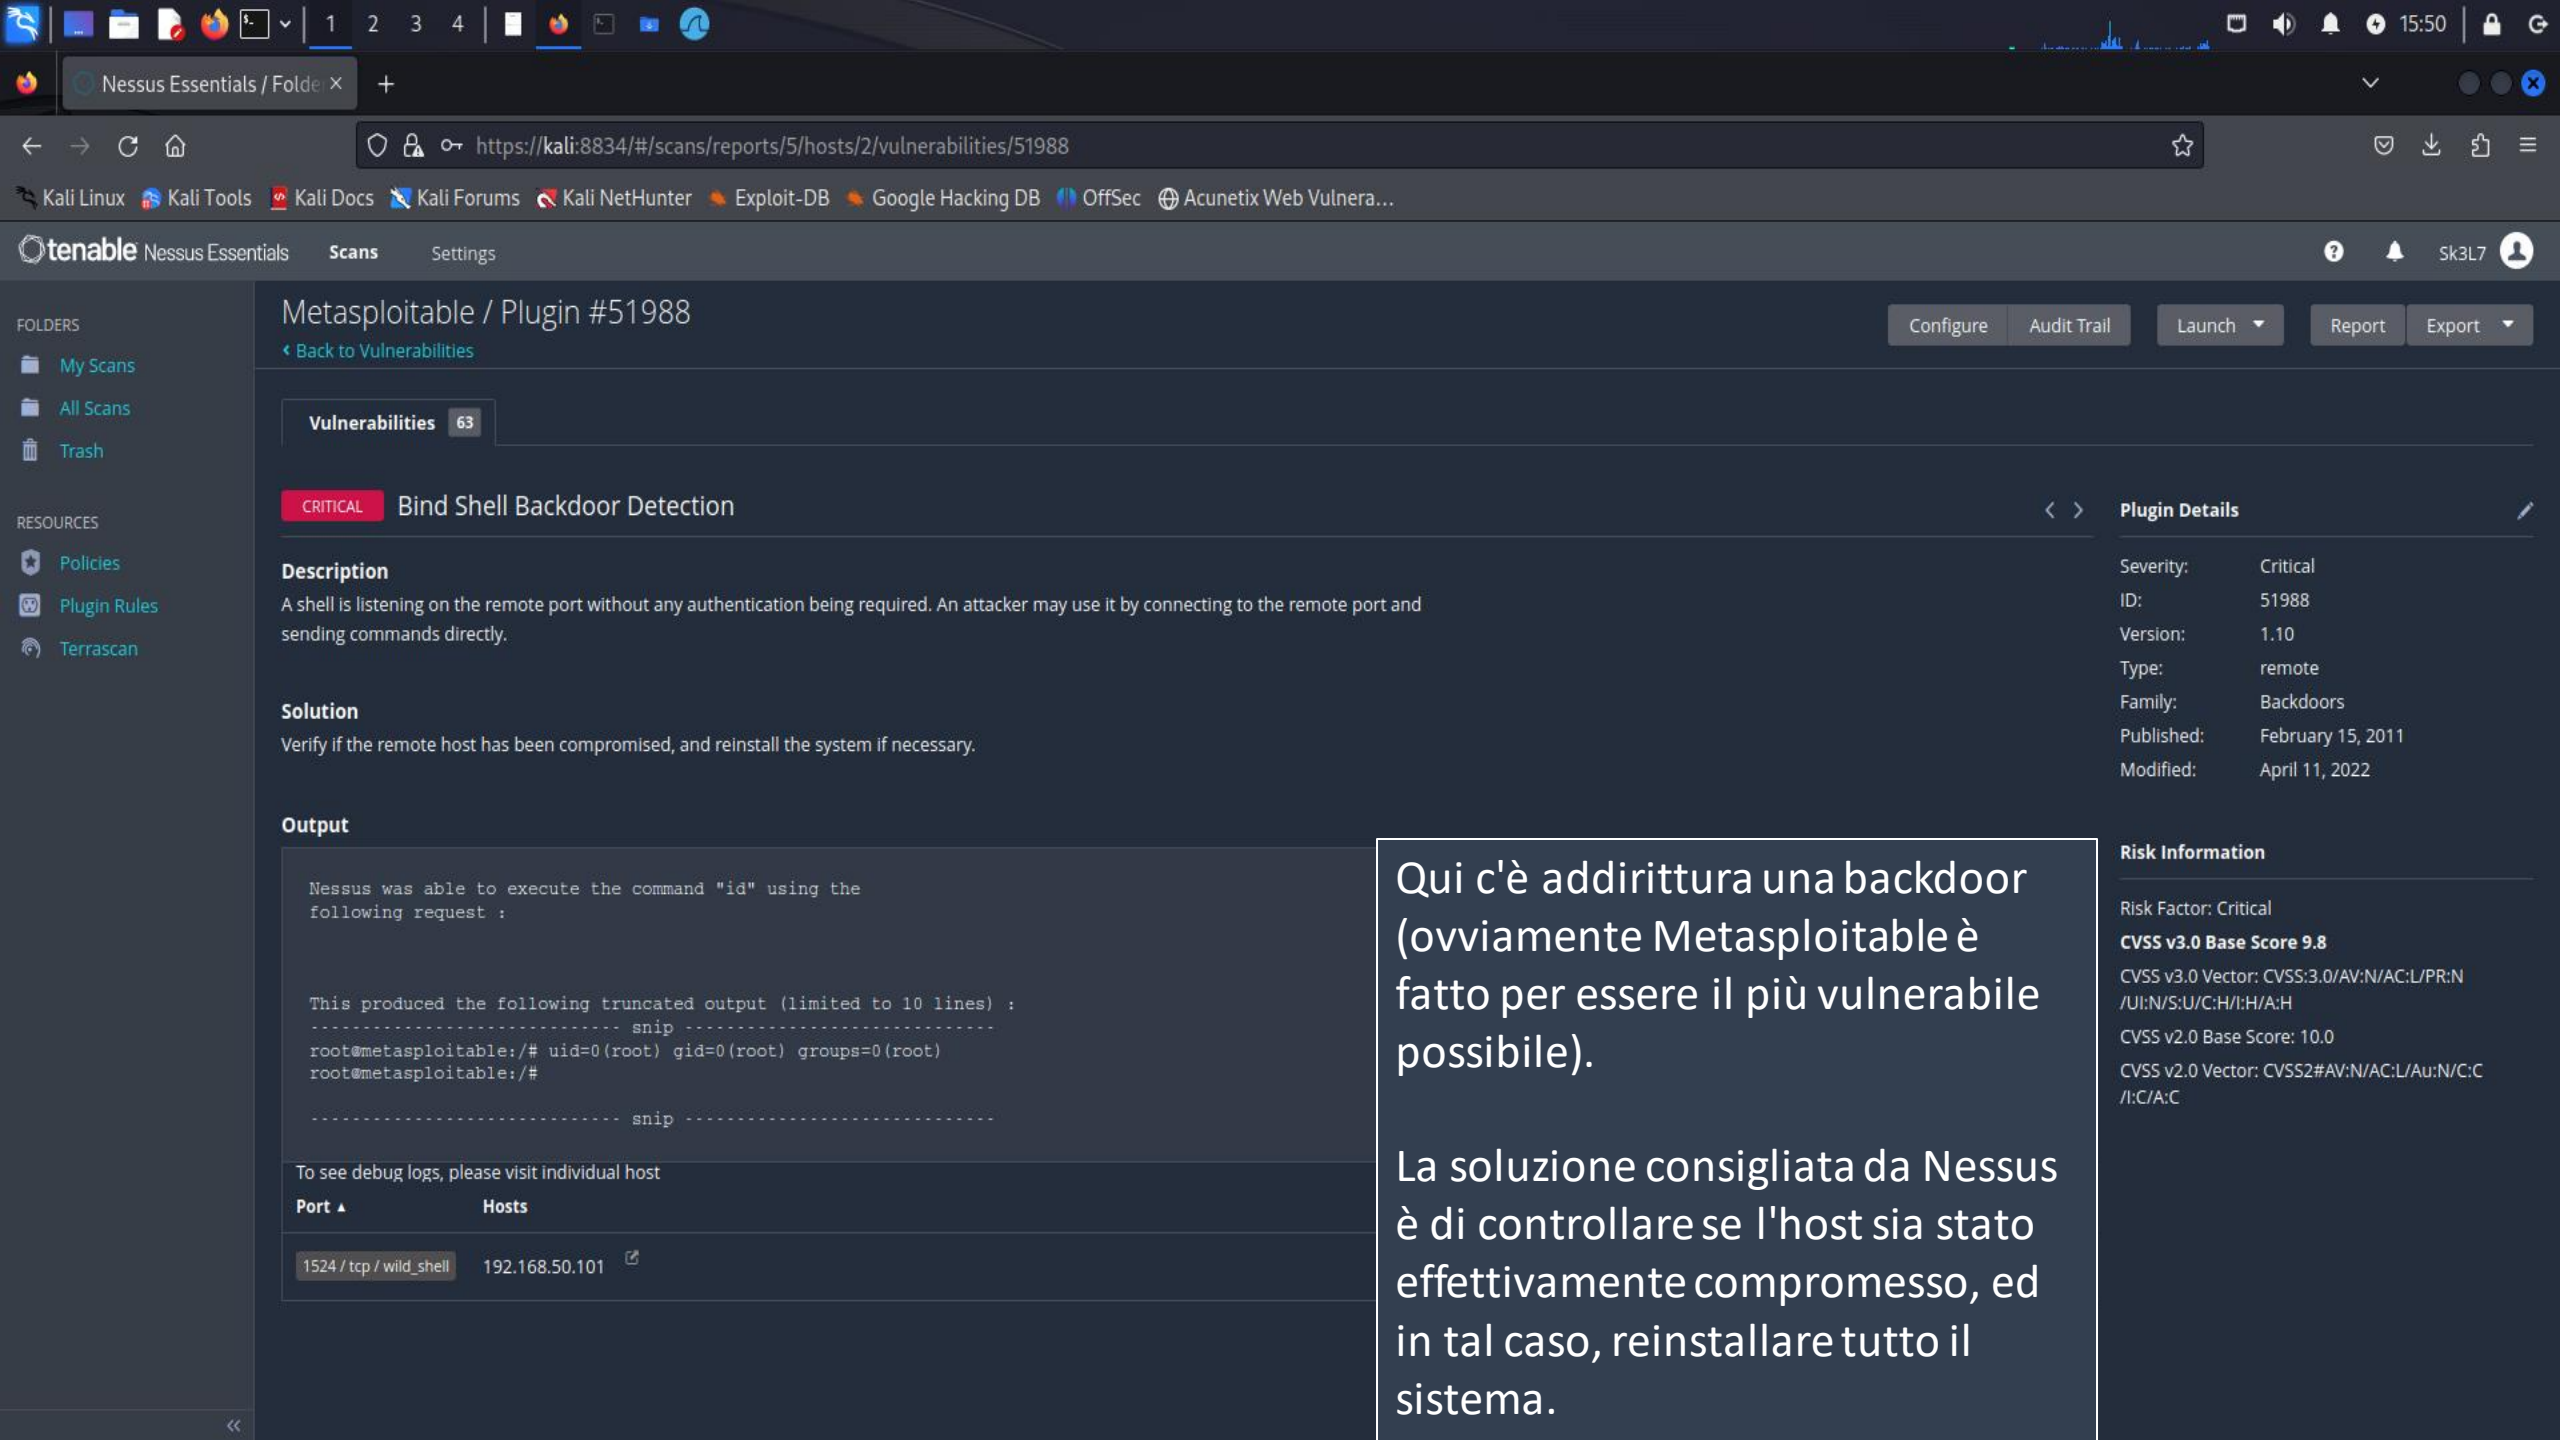 1 2 3 4 15:50
Nessus Essentials / Folde
https://kali:8834/#/scans/reports/5/hosts/2/vulnerabilities/51988
Kali Linux Kali Tools Kali Docs Kali Forums Kali NetHunter Exploit-DB Google Hacking DB OffSec Acunetix Web Vulnera...
tenable Nessus Essentials Scans Settings Sk3L7
FOLDERS
My Scans
All Scans
Trash
RESOURCES
Policies
Plugin Rules
Terrascan
Metasploitable / Plugin #51988
Back to Vulnerabilities
Configure Audit Trail Launch Report Export
Vulnerabilities 63
CRITICAL Bind Shell Backdoor Detection
Description
A shell is listening on the remote port without any authentication being required. An attacker may use it by connecting to the remote port and
sending commands directly.
Solution
Verify if the remote host has been compromised, and reinstall the system if necessary.
Output
Nessus was able to execute the command "id" using the
following request :
This produced the following truncated output (limited to 10 lines) :
------------------------------ snip ------------------------------
root@metasploitable:/# uid=0(root) gid=0(root) groups=0(root)
root@metasploitable:/#
------------------------------ snip ------------------------------
To see debug logs, please visit individual host
Port Hosts
1524 / tcp / wild_shell 192.168.50.101
Qui c'è addirittura una backdoor
(ovviamente Metasploitable è
fatto per essere il più vulnerabile
possibile).
La soluzione consigliata da Nessus
è di controllare se l'host sia stato
effettivamente compromesso, ed
in tal caso, reinstallare tutto il
sistema.
Plugin Details
Severity: Critical
ID: 51988
Version: 1.10
Type: remote
Family: Backdoors
Published: February 15, 2011
Modified: April 11, 2022
Risk Information
Risk Factor: Critical
CVSS v3.0 Base Score 9.8
CVSS v3.0 Vector: CVSS:3.0/AV:N/AC:L/PR:N
/UI:N/S:U/C:H/I:H/A:H
CVSS v2.0 Base Score: 10.0
CVSS v2.0 Vector: CVSS2#AV:N/AC:L/Au:N/C:C
/I:C/A:C